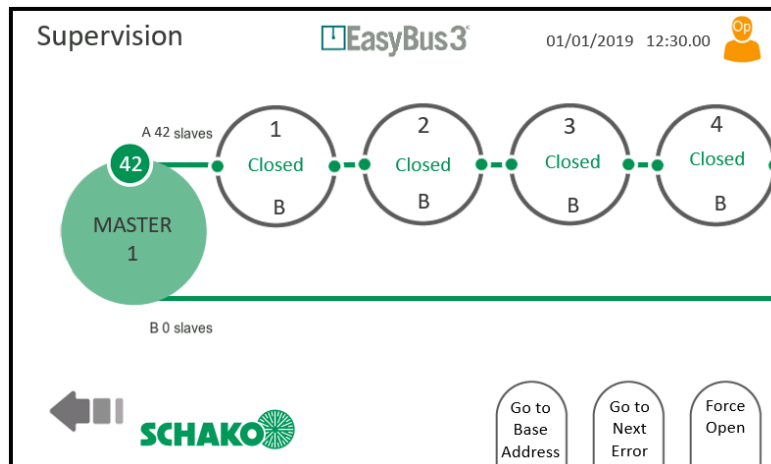 Supervision
EasyBus3
01/01/2019 12:30.00
Op
A 42 slaves
42
MASTER
1
1
Closed
B
2
Closed
B
3
Closed
B
4
Closed
B
B 0 slaves
SCHAKO
Go to
Base
Address
Go to
Next
Error
Force
Open